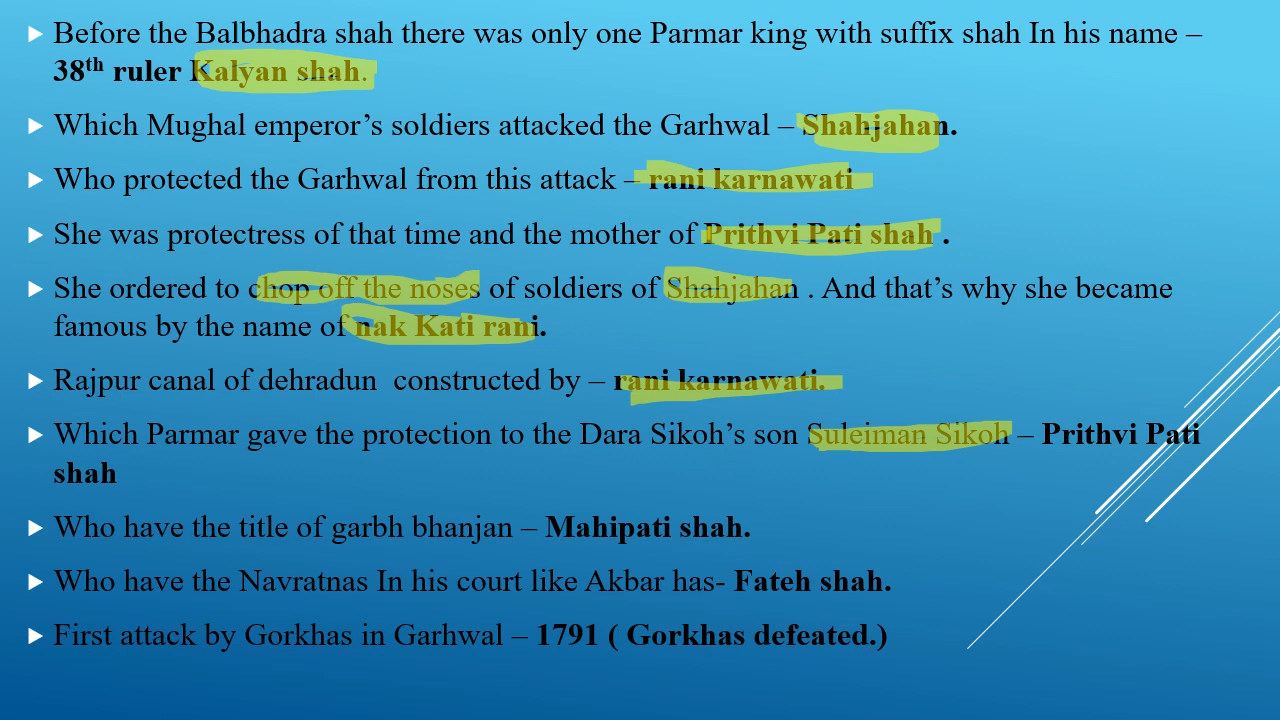 Before the Balbhadra shah there was only one Parmar king with suffix shah In his name –
38th ruler Kalyan shah.
Which Mughal emperor's soldiers attacked the Garhwal – Shahjahan.
Who protected the Garhwal from this attack – rani karnawati
She was protectress of that time and the mother of Prithvi Pati shah .
She ordered to chop off the noses of soldiers of Shahjahan . And that's why she became
famous by the name of nak Kati rani.
Rajpur canal of dehradun  constructed by – rani karnawati.
Which Parmar gave the protection to the Dara Sikoh's son Suleiman Sikoh – Prithvi Pati
shah
Who have the title of garbh bhanjan – Mahipati shah.
Who have the Navratnas In his court like Akbar has- Fateh shah.
First attack by Gorkhas in Garhwal – 1791 ( Gorkhas defeated.)